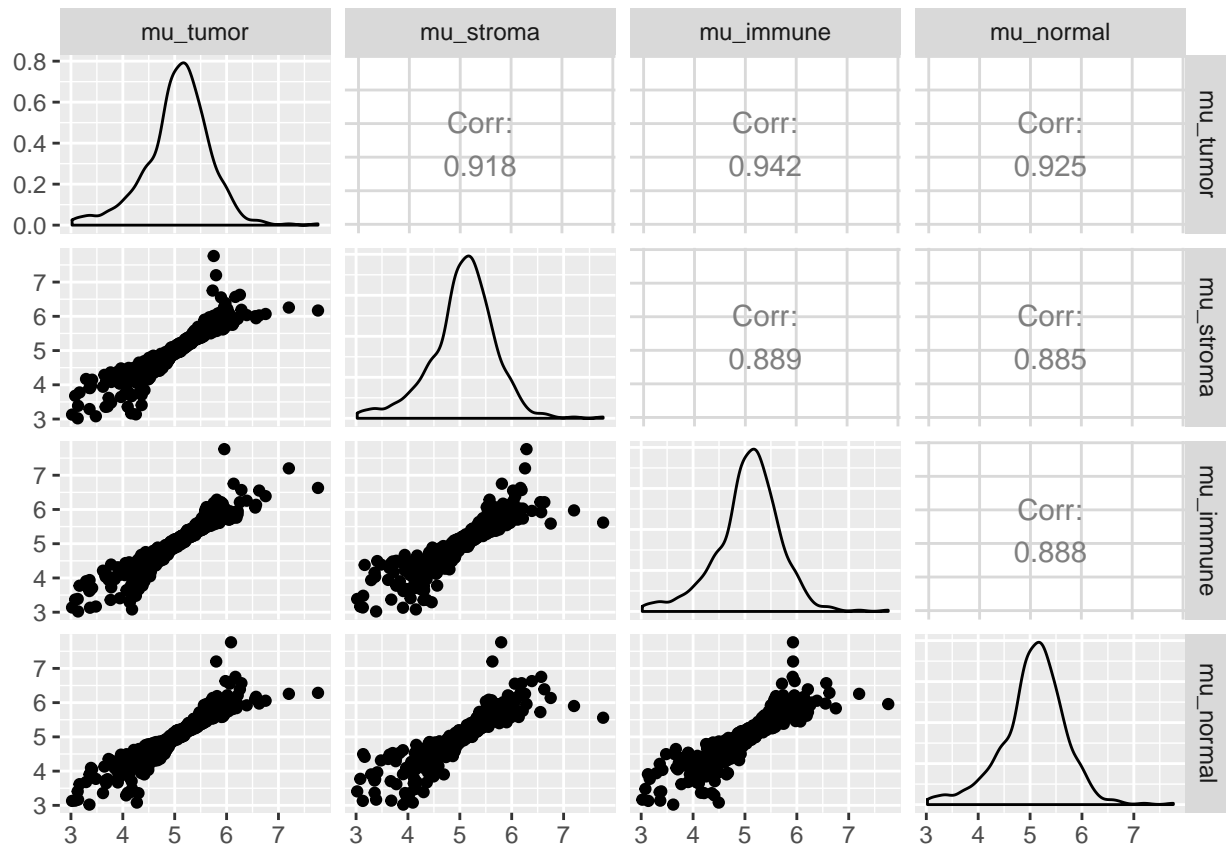 mu_tumor mu_stroma mu_immune mu_normal
0.8
0.6
0.4
0.2
0.0
Corr:
0.918
Corr:
0.942
Corr:
0.925
mu_tumor
7
6
5
4
3
Corr:
0.889
Corr:
0.885
mu_stroma
7
6
5
4
3
Corr:
0.888
mu_immune
7
6
5
4
3
mu_normal
3 4 5 6 7 3 4 5 6 7 3 4 5 6 7 3 4 5 6 7